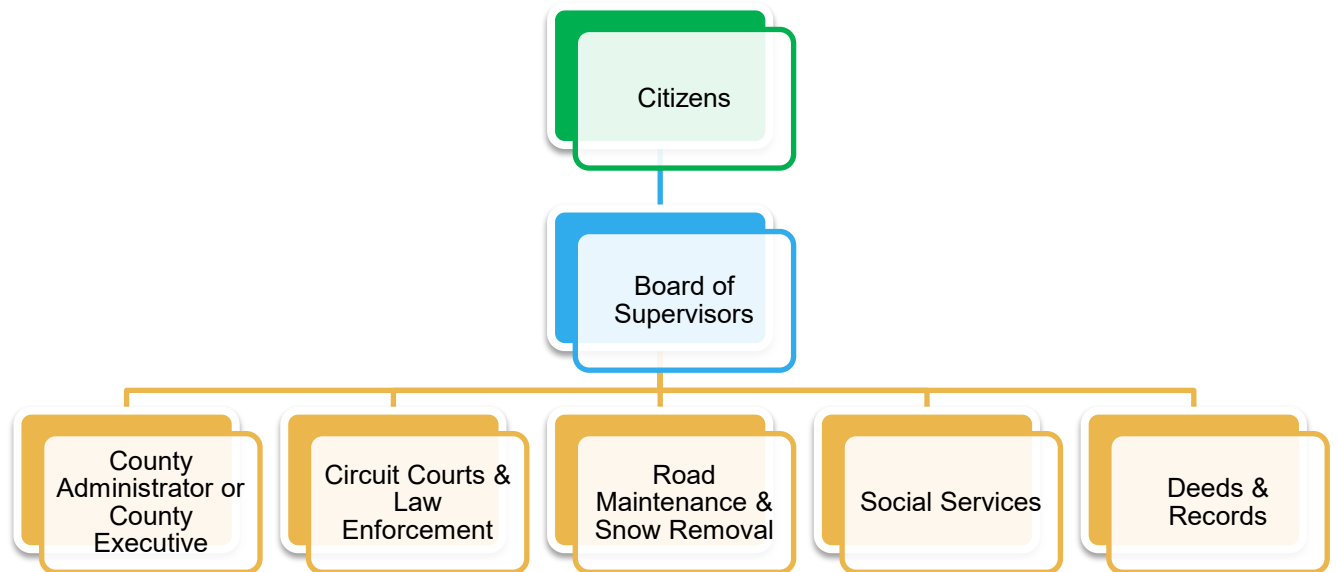 Citizens
Board of
Supervisors
County
Administrator or
County
Executive
Circuit Courts &
Law
Enforcement
Road
Maintenance &
Snow Removal
Social Services
Deeds &
Records